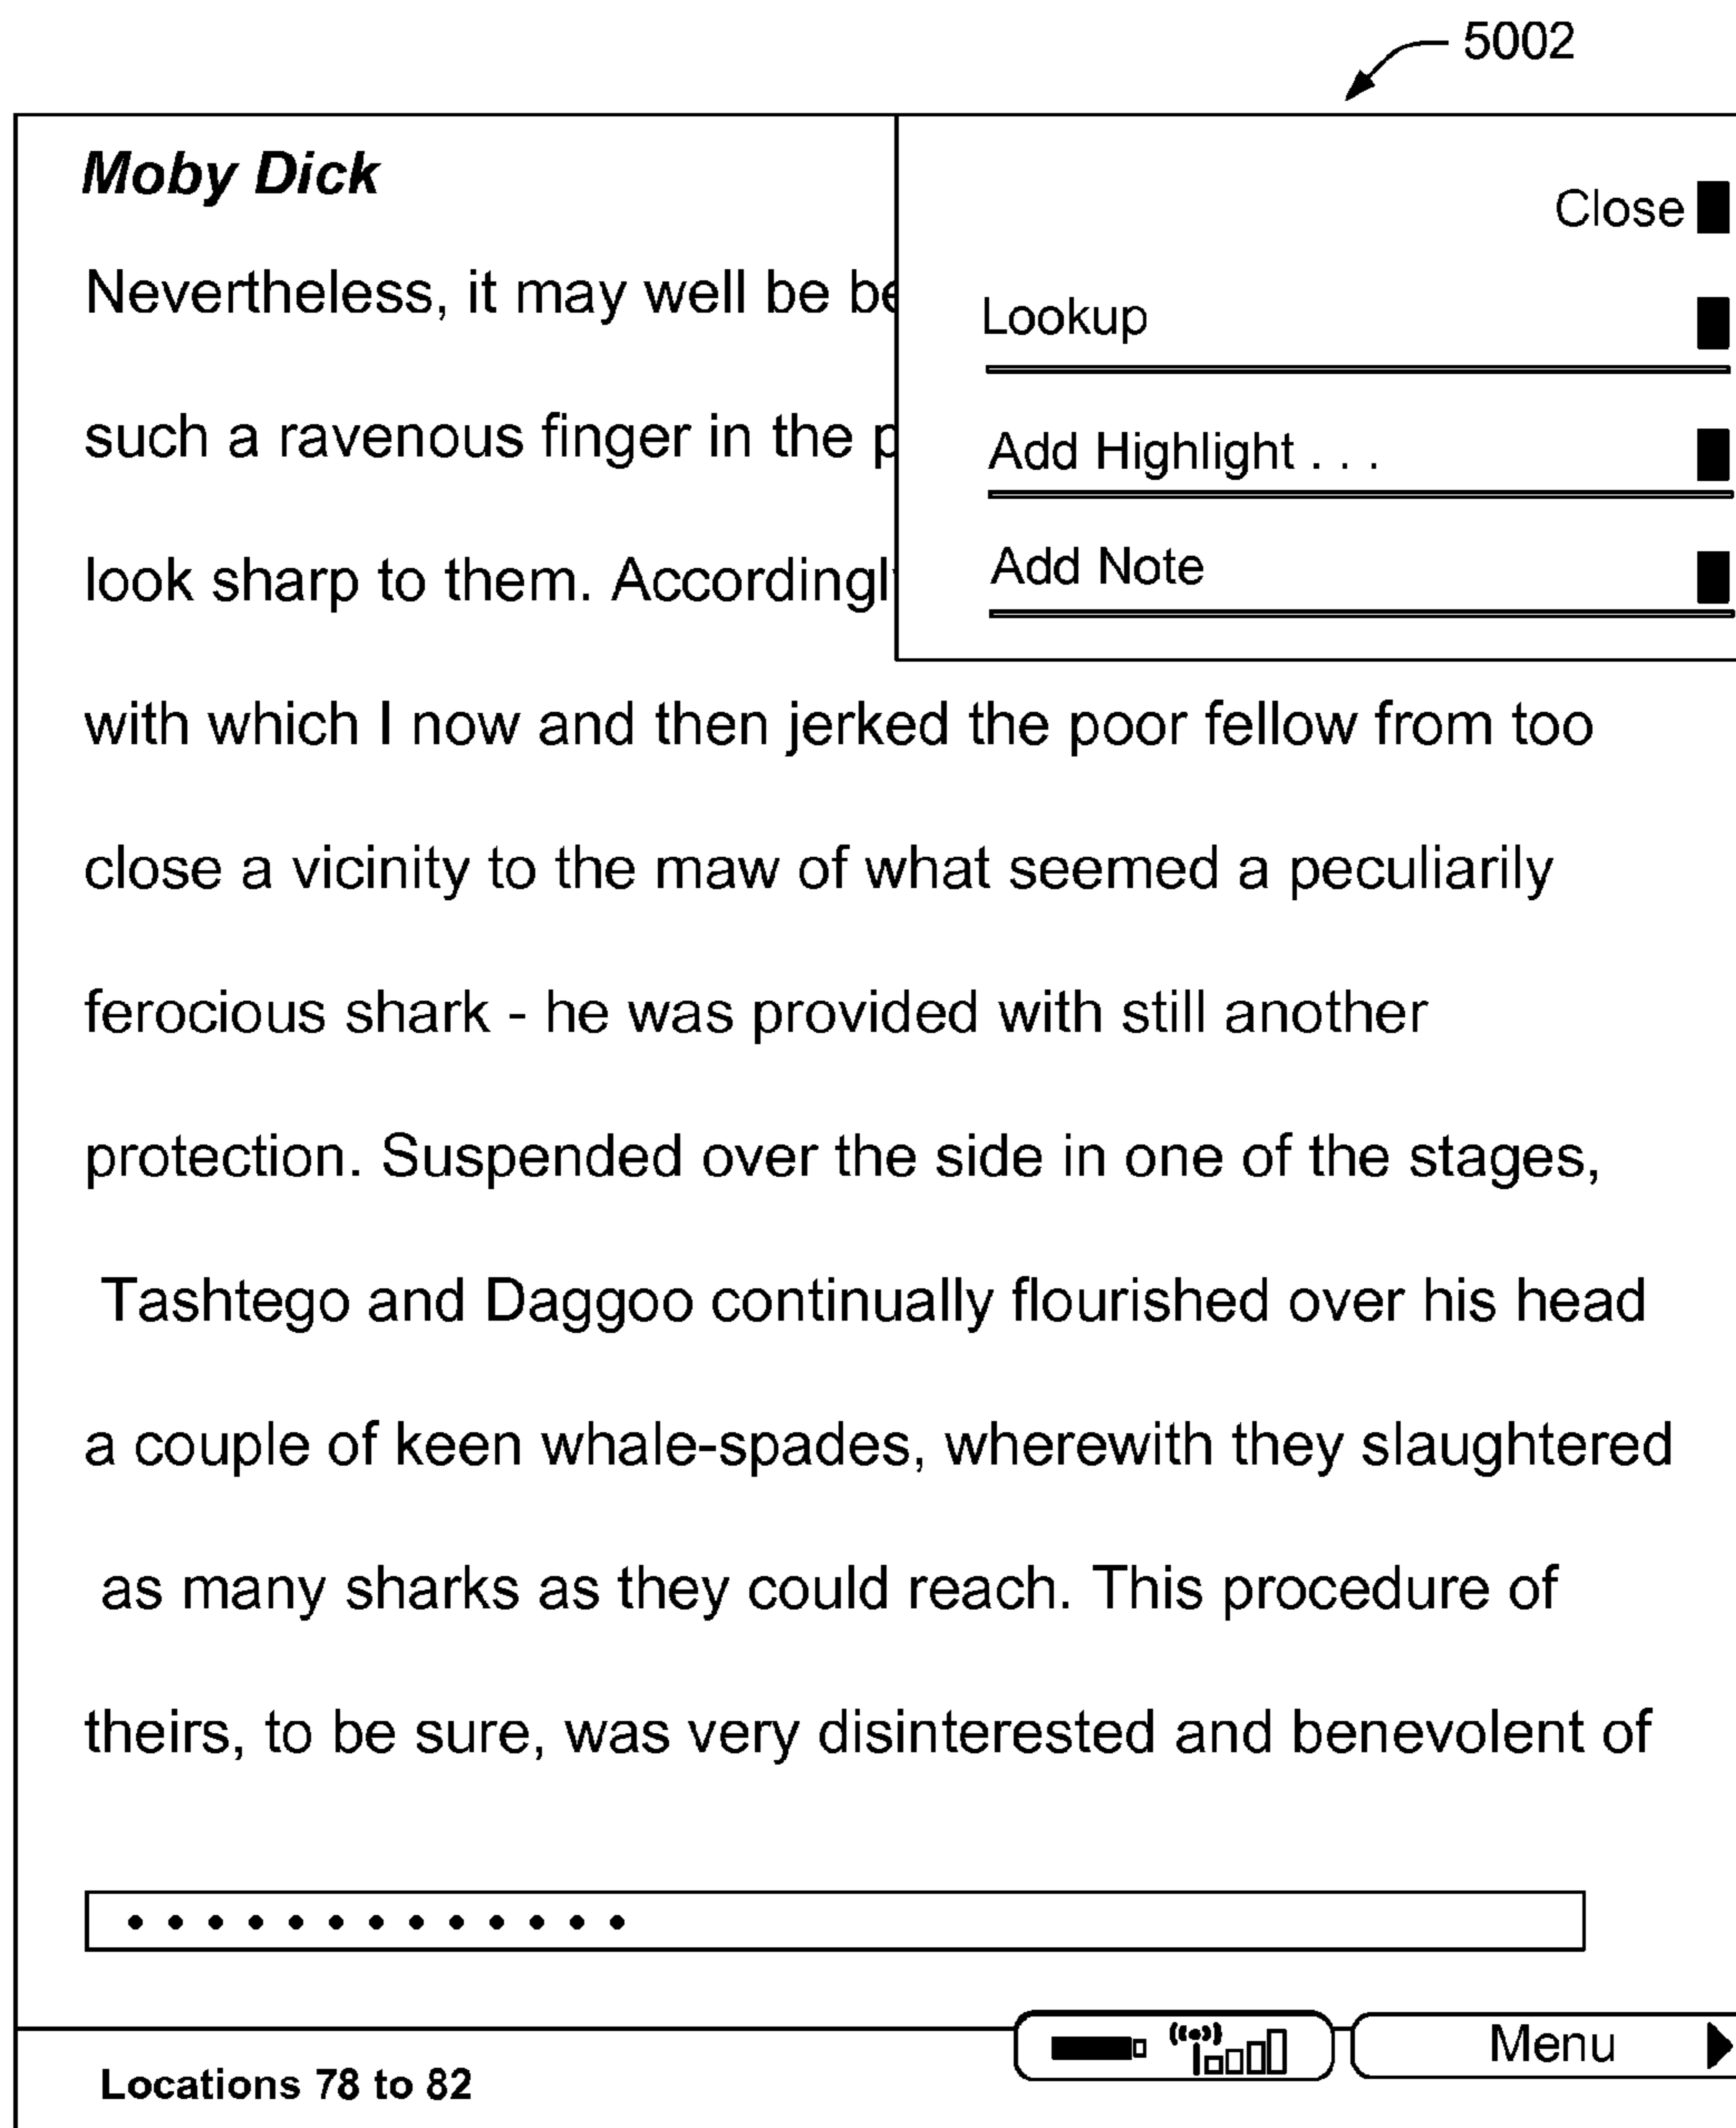 5002
Moby Dick
Close
Nevertheless, it may well be be
Lookup
such a ravenous finger in the p
Add Highlight . . .
look sharp to them. Accordingl
Add Note
with which I now and then jerked the poor fellow from too
close a vicinity to the maw of what seemed a peculiarily
ferocious shark - he was provided with still another
protection. Suspended over the side in one of the stages,
Tashtego and Daggoo continually flourished over his head
a couple of keen whale-spades, wherewith they slaughtered
as many sharks as they could reach. This procedure of
theirs, to be sure, was very disinterested and benevolent of
Menu
Locations 78 to 82